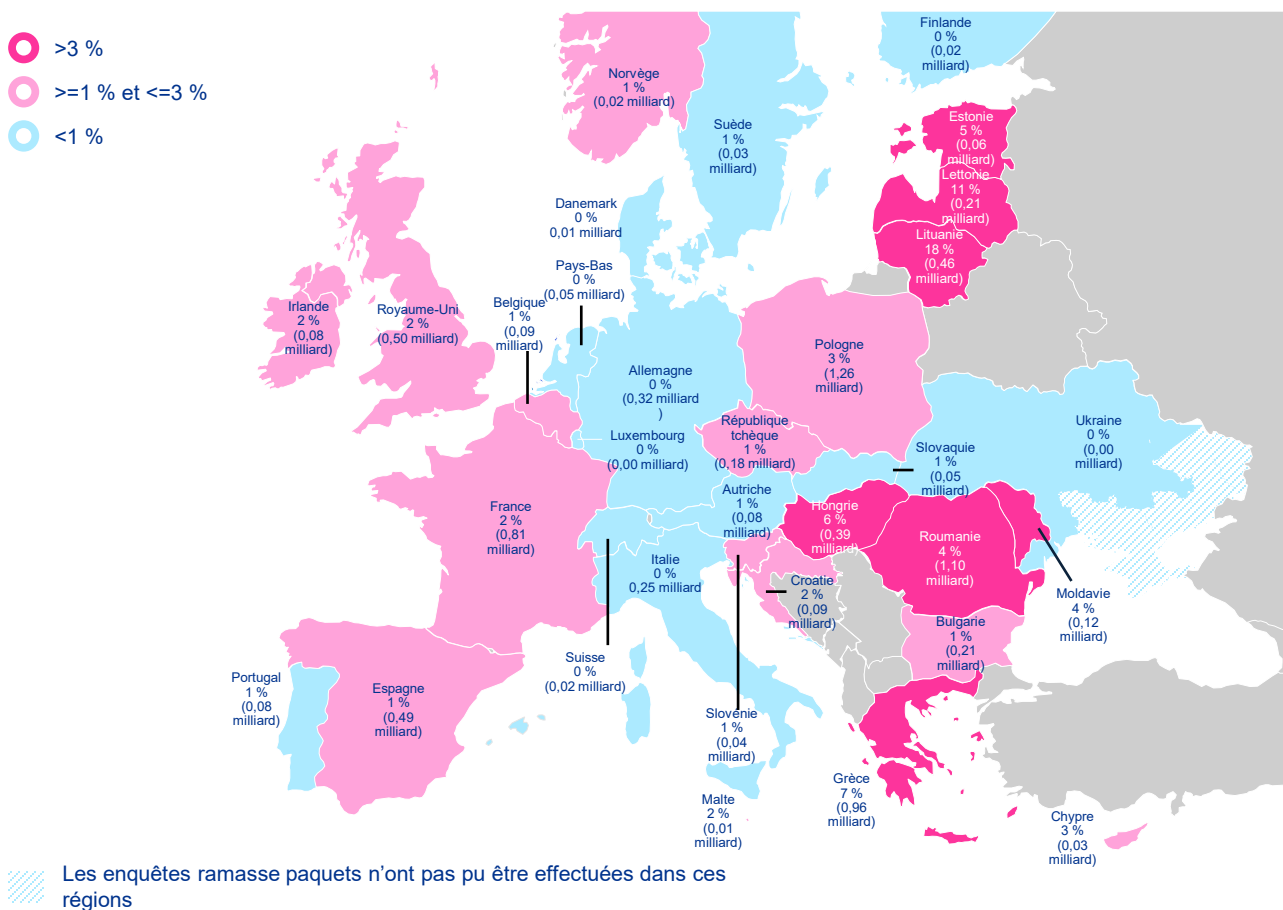 >3 %
>=1 % et <=3 %
<1 %
Finlande
0 %
(0,02
milliard)
Norvège
1 %
(0,02 milliard)
Suède
1 %
(0,03
milliard)
Estonie
5 %
(0,06
milliard)
Lettonie
11 %
(0,21
milliard)
Lituanie
18 %
(0,46
milliard)
Danemark
0 %
0,01 milliard
Pays-Bas
0 %
(0,05 milliard)
Belgique
1 %
(0,09
milliard)
Irlande
2 %
(0,08
milliard)
Royaume-Uni
2 %
(0,50 milliard)
Pologne
3 %
(1,26
milliard)
Allemagne
0 %
(0,32 milliard
)
Luxembourg
0 %
(0,00 milliard)
République
tchèque
1 %
(0,18 milliard)
Slovaquie
1 %
(0,05
milliard)
Ukraine
0 %
(0,00
milliard)
Autriche
1 %
(0,08
milliard)
Hongrie
6 %
(0,39
milliard)
France
2 %
(0,81
milliard)
Roumanie
4 %
(1,10
milliard)
Italie
0 %
0,25 milliard
Croatie
2 %
(0,09
milliard)
Moldavie
4 %
(0,12
milliard)
Bulgarie
1 %
(0,21
milliard)
Suisse
0 %
(0,02 milliard)
Portugal
1 %
(0,08
milliard)
Espagne
1 %
(0,49
milliard)
Slovénie
1 %
(0,04
milliard)
Grèce
7 %
(0,96
milliard)
Malte
2 %
(0,01
milliard)
Chypre
3 %
(0,03
milliard)
Les enquêtes ramasse paquets n’ont pas pu être effectuées dans ces
régions